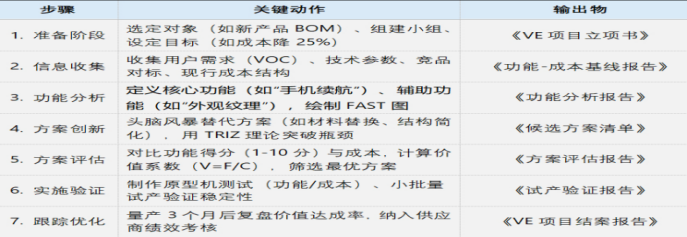 步骤 关键动作 输出物
1. 准备阶段 选定对象（如新产品 BOM）、组建小组、
设定目标（如成本降 25%） 《VE 项目立项书》
2. 信息收集 收集用户需求（VOC）、技术参数、竞品
对标、现行成本结构 《功能-成本基线报告》
3. 功能分析 定义核心功能（如“手机续航”）、辅助功
能（如“外观纹理”），绘制 FAST 图 《功能分析报告》
4. 方案创新 头脑风暴替代方案（如材料替换、结构简
化），用 TRIZ 理论突破瓶颈 《候选方案清单》
5. 方案评估 对比功能得分（1-10 分）与成本，计算价
值系数（V=F/C），筛选最优方案 《方案评估报告》
6. 实施验证 制作原型机测试（功能/成本）、小批量
试产验证稳定性 《试产验证报告》
7. 跟踪优化 量产 3 个月后复盘价值达成率，纳入供应
商绩效考核 《VE 项目结案报告》